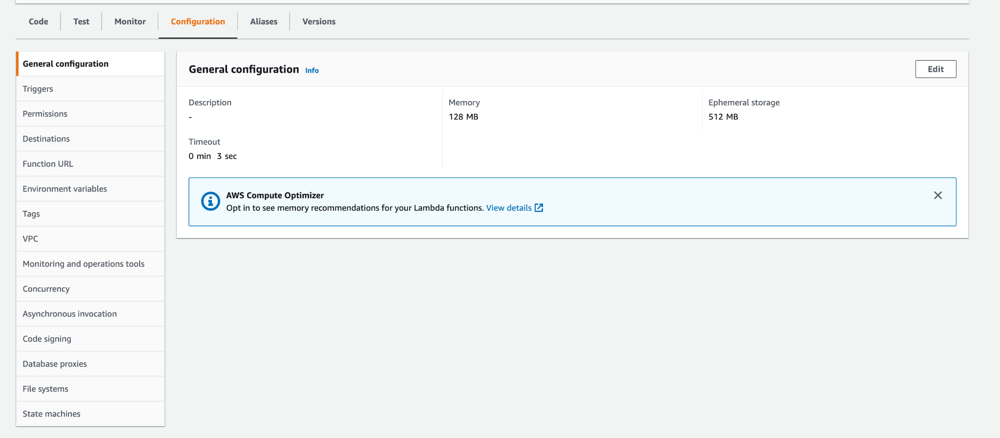 Code Test Monitor Configuration Aliases Versions
General configuration
Triggers
Permissions
Destinations
Function URL
Environment variables
Tags
VPC
Monitoring and operations tools
Concurrency
Asynchronous invocation
Code signing
Database proxies
File systems
State machines
General configuration Info
Edit
Description
-
Memory
128 MB
Ephemeral storage
512 MB
Timeout
0 min 3 sec
AWS Compute Optimizer
Opt in to see memory recommendations for your Lambda functions. View details